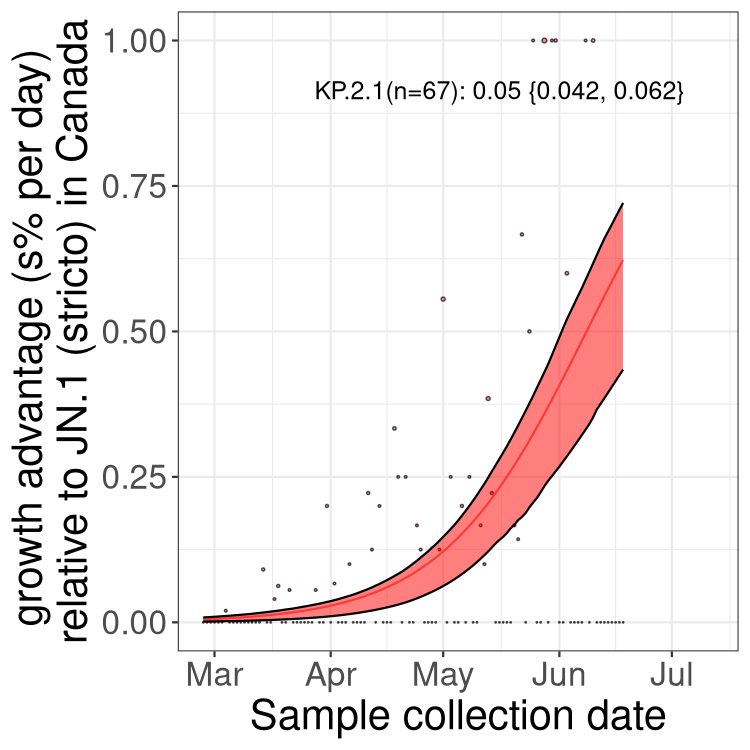 growth advantage (s% per day)
relative to JN.1 (stricto) in Canada
1.00
0.75
0.50
0.25
0.00
KP.2.1(n=67): 0.05 {0.042, 0.062}
Mar Apr May Jun Jul
Sample collection date